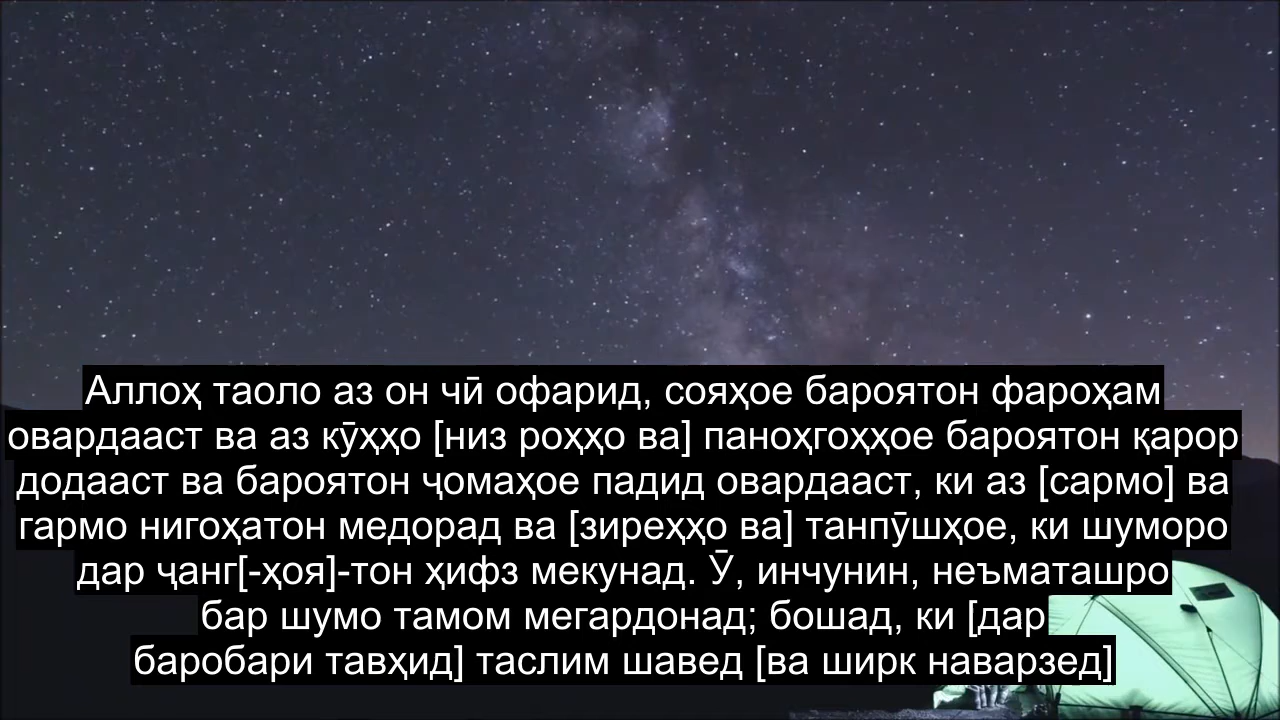 Аллоҳ таоло аз он чӣ офарид, сояҳое бароятон фароҳам
овардааст ва аз кӯҳҳо [низ роҳҳо ва] паноҳгоҳҳое бароятон қарор
додааст ва бароятон ҷомаҳое падид овардааст, ки аз [сармо] ва
гармо нигоҳатон медорад ва [зиреҳҳо ва] танпӯшҳое, ки шуморо
дар ҷанг[-ҳоя]-тон ҳифз мекунад. Ӯ, инчунин, неъматашро
бар шумо тамом мегардонад; бошад, ки [дар
баробари тавҳид] таслим шавед [ва ширк наварзед]